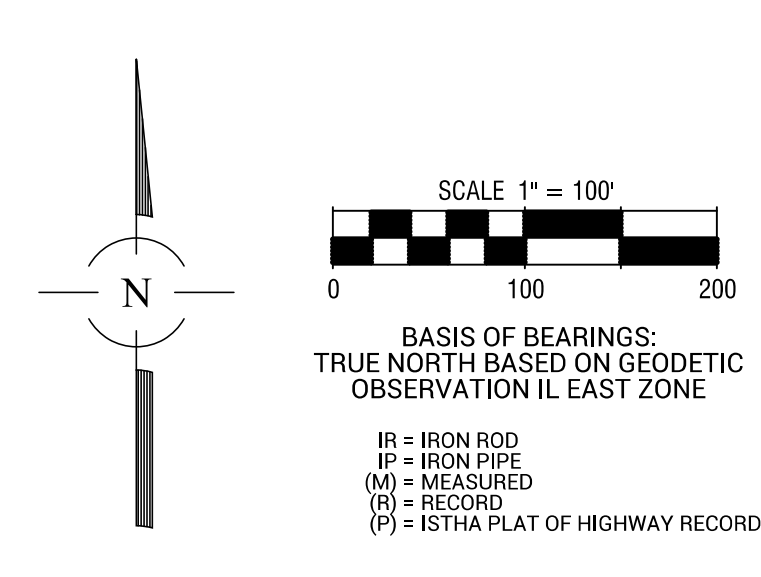 SCALE 1" = 100'
N
0 100 200
BASIS OF BEARINGS:
TRUE NORTH BASED ON GEODETIC
OBSERVATION IL EAST ZONE
IR = IRON ROD
IP = IRON PIPE
(M) = MEASURED
(R) = RECORD
(P) = ISTHA PLAT OF HIGHWAY RECORD